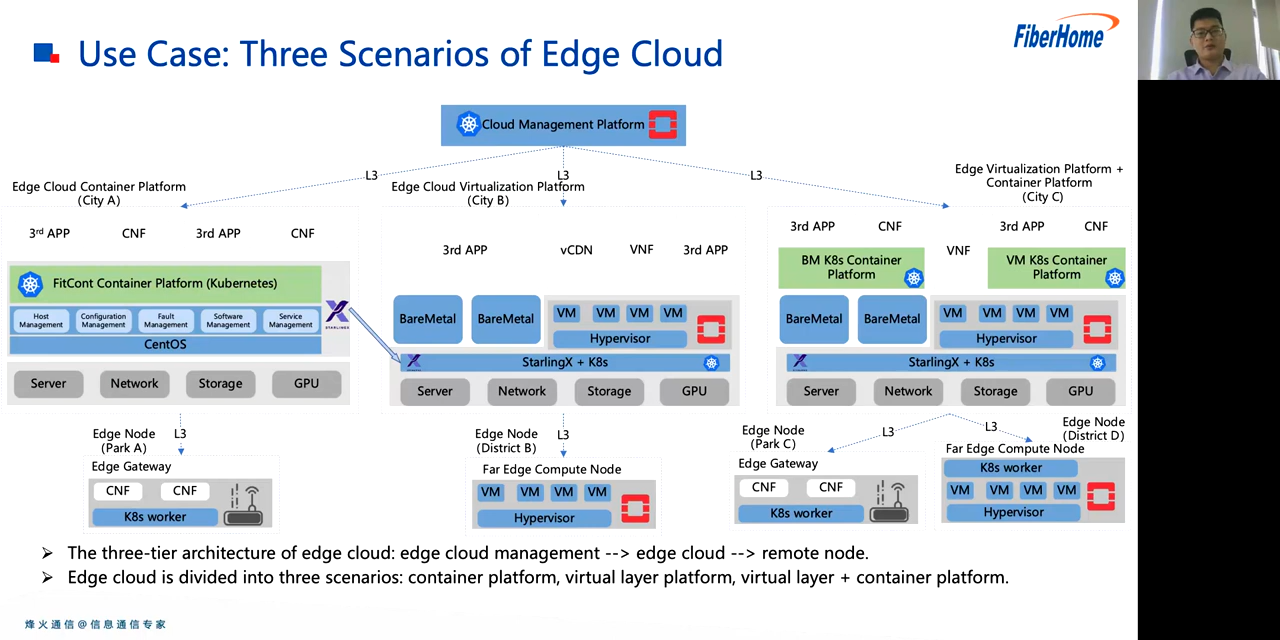 Use Case: Three Scenarios of Edge Cloud
FiberHome
Cloud Management Platform
L3
L3
L3
Edge Cloud Container Platform
(City A)
3rd APP
CNF
3rd APP
CNF
FitCont Container Platform (Kubernetes)
Host
Management
Configuration
Management
Fault
Management
Software
Management
Service
Management
STARLINGX
CentOS
Server
Network
Storage
GPU
Edge Cloud Virtualization Platform
(City B)
3rd APP
vCDN
VNF
3rd APP
BareMetal
BareMetal
VM
VM
VM
VM
Hypervisor
StarlingX + K8s
Server
Network
Storage
GPU
Edge Virtualization Platform +
Container Platform
(City C)
3rd APP
CNF
3rd APP
CNF
BM K8s Container
Platform
VNF
VM K8s Container
Platform
BareMetal
BareMetal
VM
VM
VM
VM
Hypervisor
StarlingX + K8s
Server
Network
Storage
GPU
Edge Node
(Park A)
L3
Edge Gateway
CNF
CNF
K8s worker
Edge Node
(District B)
L3
Far Edge Compute Node
VM
VM
VM
VM
Hypervisor
Edge Node
(Park C)
L3
Edge Gateway
CNF
CNF
K8s worker
L3
Edge Node
(District D)
Far Edge Compute Node
K8s worker
VM
VM
VM
VM
Hypervisor
The three-tier architecture of edge cloud: edge cloud management --> edge cloud --> remote node.
Edge cloud is divided into three scenarios: container platform, virtual layer platform, virtual layer + container platform.
烽火通信@信息通信专家